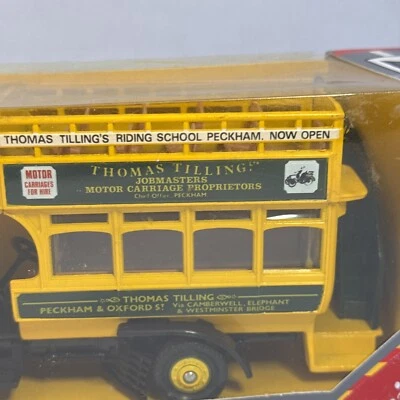 THOMAS TILLING'S RIDING SCHOOL PECKHAM. NOW OPEN
MOTOR
CARRIAGES
FOR HIRE
THOMAS TILLING
JOBMASTERS
MOTOR CARRIAGE PROPRIETORS
Chief Office PECKHAM
THOMAS TILLING
PECKHAM & OXFORD ST Via CAMBERWELL, ELEPHANT
& WESTMINSTER BRIDGE